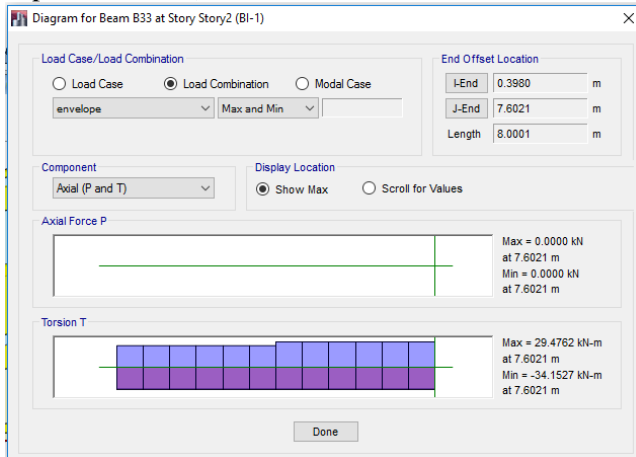 Diagram for Beam B33 at Story Story2 (BI-1)
Load Case/Load Combination
Load Case Load Combination Modal Case
envelope Max and Min
End Offset Location
I-End 0.3980 m
J-End 7.6021 m
Length 8.0001 m
Component
Axial (P and T)
Display Location
Show Max Scroll for Values
Axial Force P
Max = 0.0000 kN
at 7.6021 m
Min = 0.0000 kN
at 7.6021 m
Torsion T
Max = 29.4762 kN-m
at 7.6021 m
Min = -34.1527 kN-m
at 7.6021 m
Done